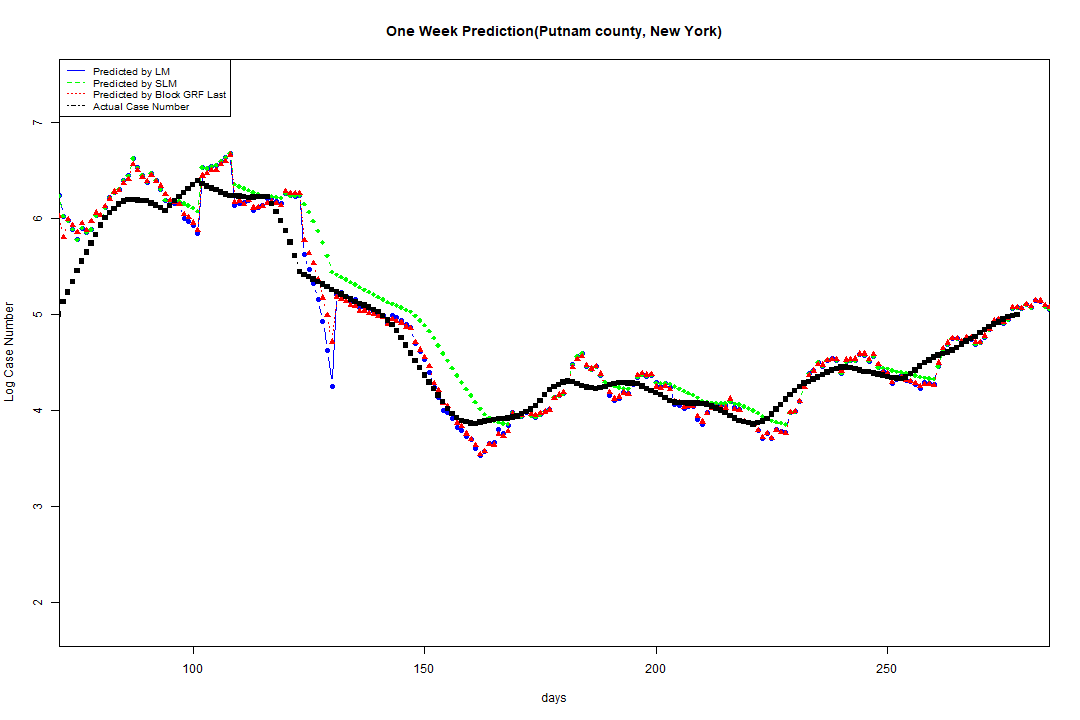 One Week Prediction(Putnam county, New York)
Predicted by LM
Predicted by SLM
Predicted by Block GRF Last
Actual Case Number
7
6
5
4
3
2
Log Case Number
100 150 200 250
days